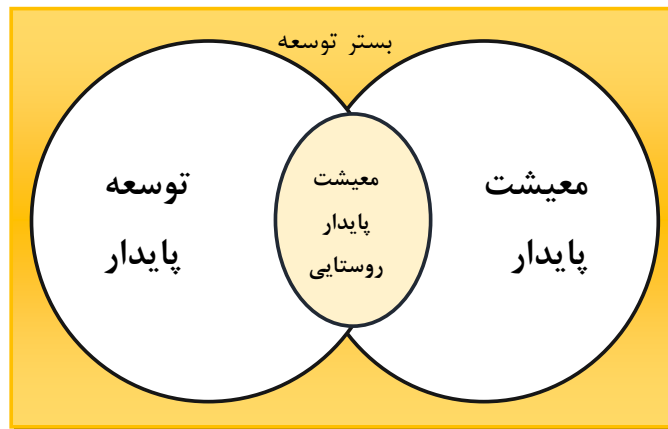 بستر توسعه
معیشت
پایدار
معیشت
پایدار
روستایی
توسعه
پایدار